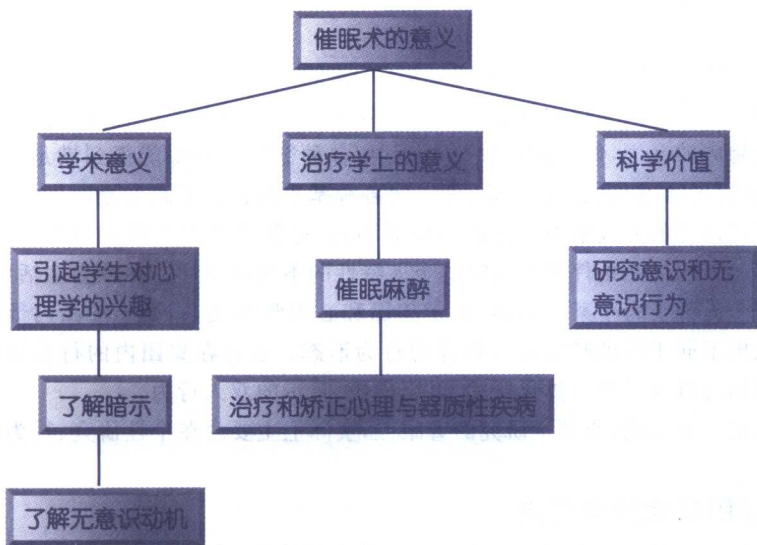 催眠术的意义
学术意义
治疗学上的意义
科学价值
引起学生对心
理学的兴趣
催眠麻醉
研究意识和无
意识行为
了解暗示
治疗和矫正心理与器质性疾病
了解无意识动机